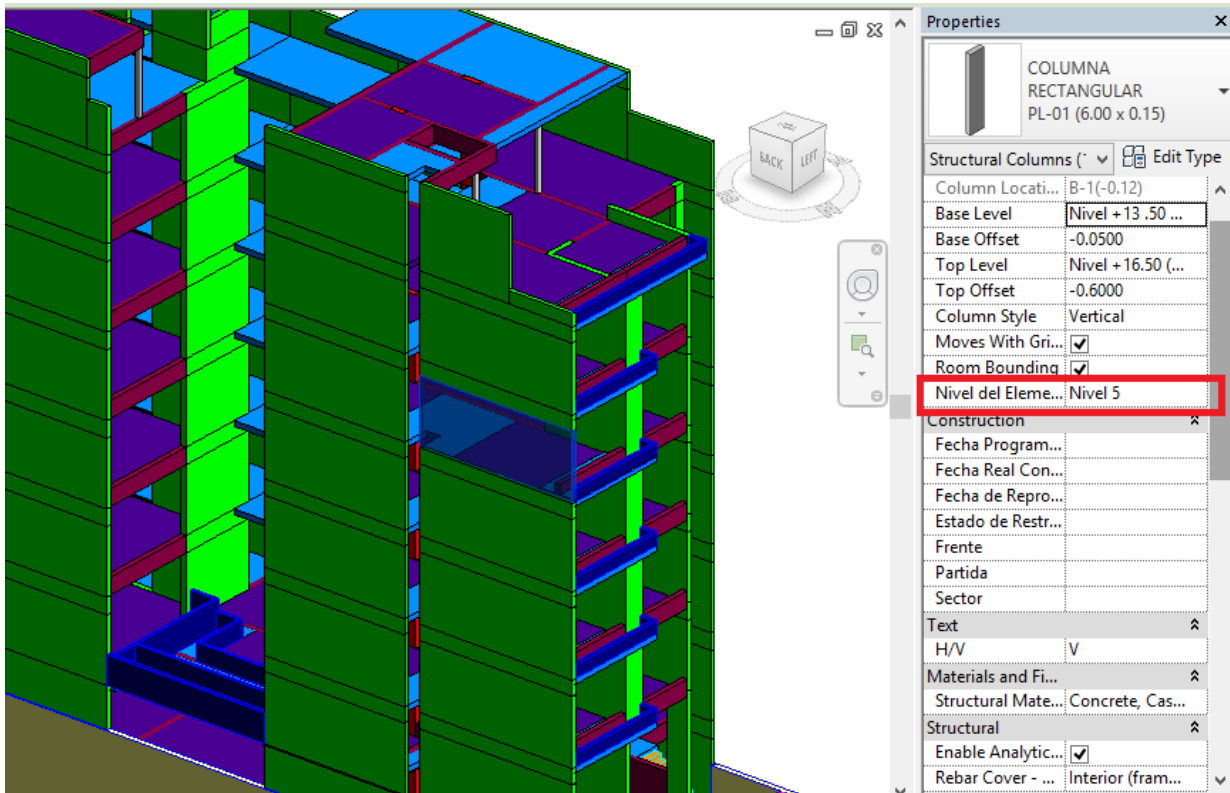 Properties
COLUMNA
RECTANGULAR
PL-01 (6.00 x 0.15)
Structural Columns (
Edit Type
Column Locati... B-1(-0.12)
Base Level Nivel +13 .50 ...
Base Offset -0.0500
Top Level Nivel +16.50 (...
Top Offset -0.6000
Column Style Vertical
Moves With Gri...
Room Bounding
Nivel del Eleme... Nivel 5
Construction
Fecha Program...
Fecha Real Con...
Fecha de Repro...
Estado de Restr...
Frente
Partida
Sector
Text
H/V V
Materials and Fi...
Structural Mate... Concrete, Cas...
Structural
Enable Analytic...
Rebar Cover - ... Interior (fram...
BACK
LEFT